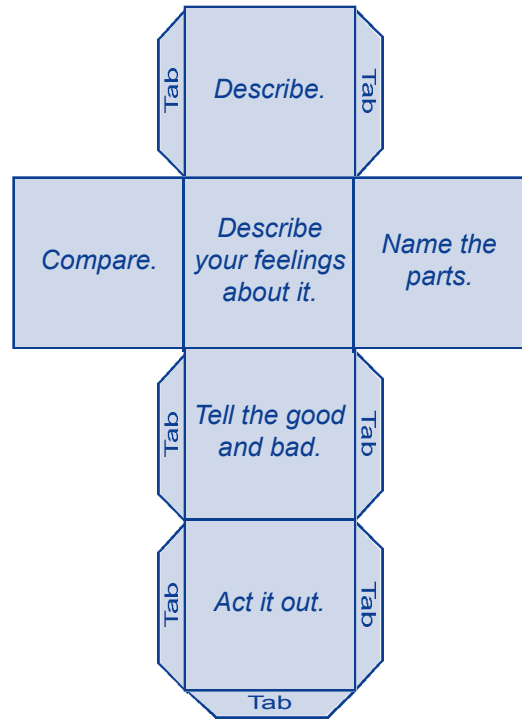 Tab
Describe.
Tab
Compare.
Describe
your feelings
about it.
Name the
parts.
Tab
Tell the good
and bad.
Tab
Tab
Act it out.
Tab
Tab